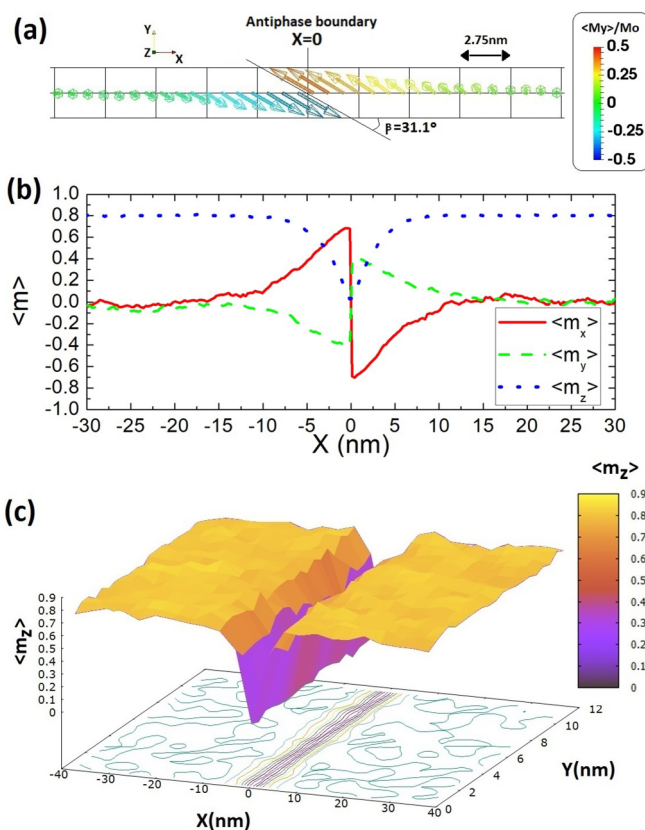 (a)
Y
Z
X
Antiphase boundary
X=0
2.75nm
β=31.1°
<My>/Mo
0.5
0.25
0
-0.25
-0.5
(b)
1.0
0.8
0.6
0.4
0.2
0.0
-0.2
-0.4
-0.6
-0.8
-1.0
<m>
-30 -25 -20 -15 -10 -5 0 5 10 15 20 25 30
X (nm)
<m_x>
<m_y>
<m_z>
(c)
<m_z>
0.9
0.8
0.7
0.6
0.5
0.4
0.3
0.2
0.1
0
<m_z>
0.9
0.8
0.7
0.6
0.5
0.4
0.3
0.2
0.1
0
-40 -30 -20 -10 0 10 20 30 40
X(nm)
0 2 4 6 8 10 12
Y(nm)